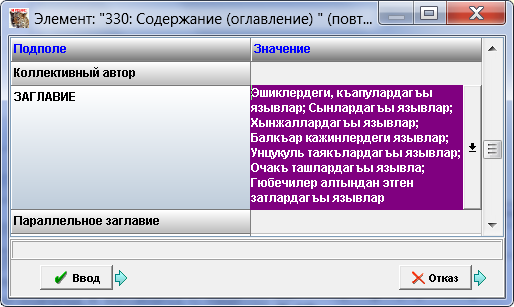 Элемент: "330: Содержание (оглавление) " (повт...
Подполе Значение
Коллективный автор
ЗАГЛАВИЕ
Эшиклердеги, къапулардагъы
язывлар; Сынлардагъы язывлар;
Хынжаллардагъы язывлар;
Балкъар кажинлердеги язывлар;
Унцукуль таякълардагъы язывлар;
Очакъ ташлардагъы язывла;
Гюбечилер алтындан этген
затлардагъы язывлар
Параллельное заглавие
Ввод Отказ